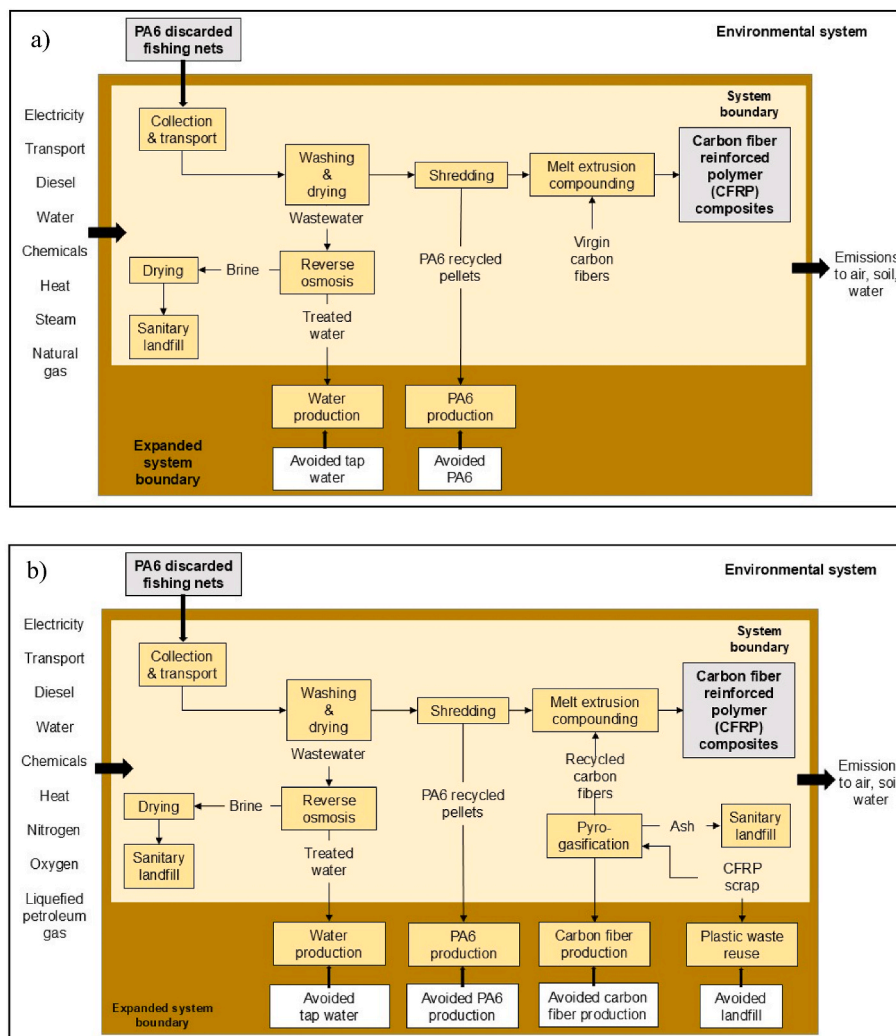 a)
PA6 discarded
fishing nets
Environmental system
Electricity
Transport
Diesel
Water
Chemicals
Heat
Steam
Natural
gas
System
boundary
Collection
& transport
Washing
&
drying
Shredding
Melt extrusion
compounding
Carbon fiber
reinforced
polymer
(CFRP)
composites
Wastewater
Drying
Brine
Reverse
osmosis
PA6 recycled
pellets
Virgin
carbon
fibers
Emissions
to air, soil,
water
Sanitary
landfill
Treated
water
Water
production
PA6
production
Expanded
system
boundary
Avoided tap
water
Avoided
PA6
b)
PA6 discarded
fishing nets
Environmental system
Electricity
Transport
Diesel
Water
Chemicals
Heat
Nitrogen
Oxygen
Liquefied
petroleum
gas
System
boundary
Collection
& transport
Washing
&
drying
Shredding
Melt extrusion
compounding
Carbon fiber
reinforced
polymer
(CFRP)
composites
Wastewater
Recycled
carbon
fibers
Emission
to air, soi
water
Drying
Brine
Reverse
osmosis
PA6 recycled
pellets
Pyro-
gasification
Ash
Sanitary
landfill
Sanitary
landfill
Treated
water
CFRP
scrap
Water
production
PA6
production
Carbon fiber
production
Plastic waste
reuse
Expanded system
boundary
Avoided
tap water
Avoided PA6
production
Avoided carbon
fiber production
Avoided
landfill